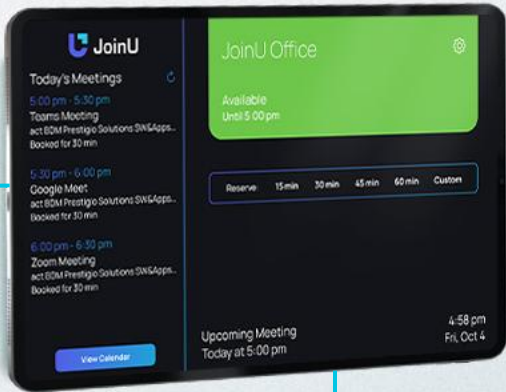 JoinU
Today's Meetings
5:00 pm - 5:30 pm
Teams Meeting
act BDM Prestigio Solutions SW&Apps...
Booked for 30 min
5:30 pm - 6:00 pm
Google Meet
act BDM Prestigio Solutions SW&Apps...
Booked for 30 min
6:00 pm - 6:30 pm
Zoom Meeting
act BDM Prestigio Solutions SW&Apps...
Booked for 30 min
View Calendar
JoinU Office
Available
Until 5:00 pm
Reserve: 15 min 30 min 45 min 60 min Custom
Upcoming Meeting
Today at 5:00 pm
4:58 pm
Fri, Oct 4